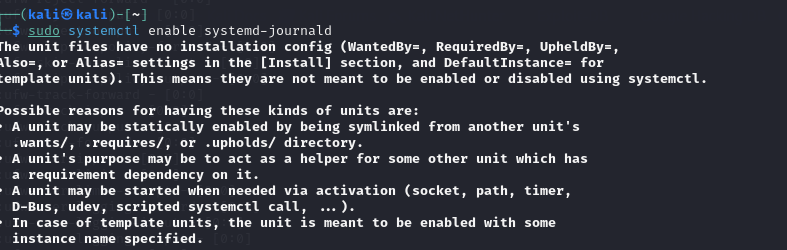 (kali㉿kali)-[~]
$ sudo systemctl enable systemd-journald
The unit files have no installation config (WantedBy=, RequiredBy=, UpheldBy=,
Also=, or Alias= settings in the [Install] section, and DefaultInstance= for
template units). This means they are not meant to be enabled or disabled using systemctl.

Possible reasons for having these kinds of units are:
• A unit may be statically enabled by being symlinked from another unit's
  .wants/, .requires/, or .upholds/ directory.
• A unit's purpose may be to act as a helper for some other unit which has
  a requirement dependency on it.
• A unit may be started when needed via activation (socket, path, timer,
  D-Bus, udev, scripted systemctl call, ...).
• In case of template units, the unit is meant to be enabled with some
  instance name specified.